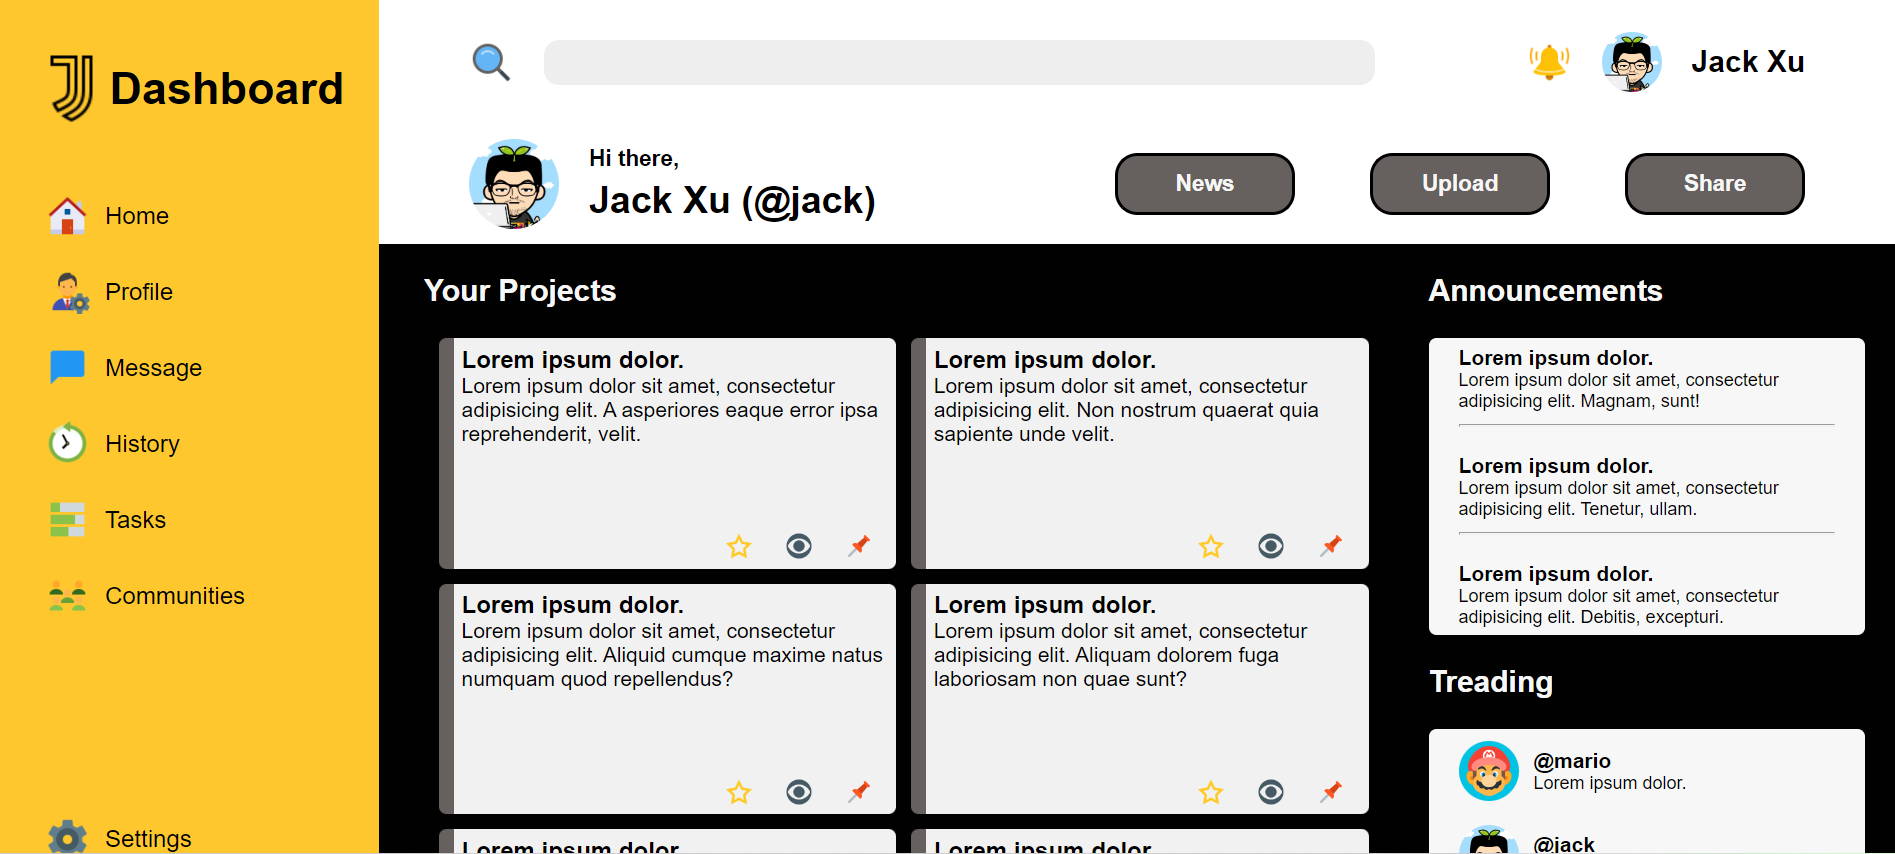 Dashboard
Home
Profile
Message
History
Tasks
Communities
Settings
Jack Xu
Hi there,
Jack Xu (@jack)
News
Upload
Share
Your Projects
Lorem ipsum dolor.
Lorem ipsum dolor sit amet, consectetur
adipisicing elit. A asperiores eaque error ipsa
reprehenderit, velit.
Lorem ipsum dolor.
Lorem ipsum dolor sit amet, consectetur
adipisicing elit. Non nostrum quaerat quia
sapiente unde velit.
Lorem ipsum dolor.
Lorem ipsum dolor sit amet, consectetur
adipisicing elit. Aliquid cumque maxime natus
numquam quod repellendus?
Lorem ipsum dolor.
Lorem ipsum dolor sit amet, consectetur
adipisicing elit. Aliquam dolorem fuga
laboriosam non quae sunt?
Lorem ipsum dolor.
Lorem ipsum dolor.
Announcements
Lorem ipsum dolor.
Lorem ipsum dolor sit amet, consectetur
adipisicing elit. Magnam, sunt!
Lorem ipsum dolor.
Lorem ipsum dolor sit amet, consectetur
adipisicing elit. Tenetur, ullam.
Lorem ipsum dolor.
Lorem ipsum dolor sit amet, consectetur
adipisicing elit. Debitis, excepturi.
Treading
@mario
Lorem ipsum dolor.
@jack